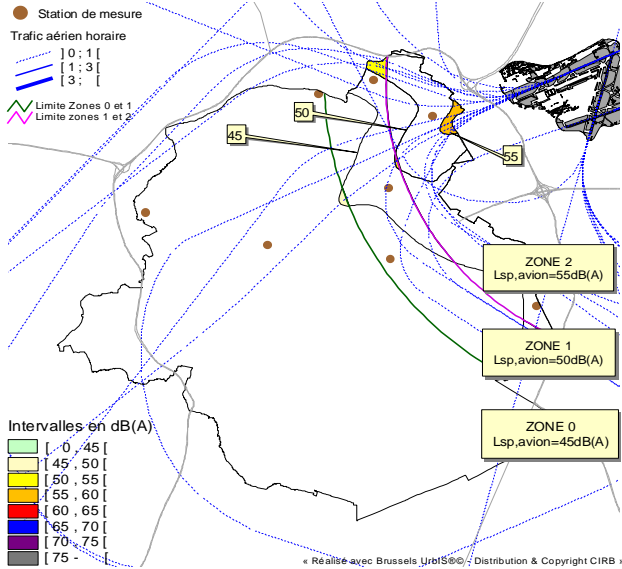 Station de mesure
Trafic aérien horaire
] 0 ; 1 [
[ 1 ; 3 [
[ 3 ; [
Limite Zones 0 et 1
Limite zones 1 et 2
50
45
55
ZONE 2
Lsp,avion=55dB(A)
ZONE 1
Lsp,avion=50dB(A)
ZONE 0
Lsp,avion=45dB(A)
Intervalles en dB(A)
[ 0 , 45 [
[ 45 , 50 [
[ 50 , 55 [
[ 55 , 60 [
[ 60 , 65 [
[ 65 , 70 [
[ 70 , 75 [
[ 75 - [
« Réalisé avec Brussels UrbIS®© - Distribution & Copyright CIRB »